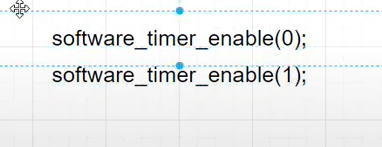 software_timer_enable(0);
software_timer_enable(1);